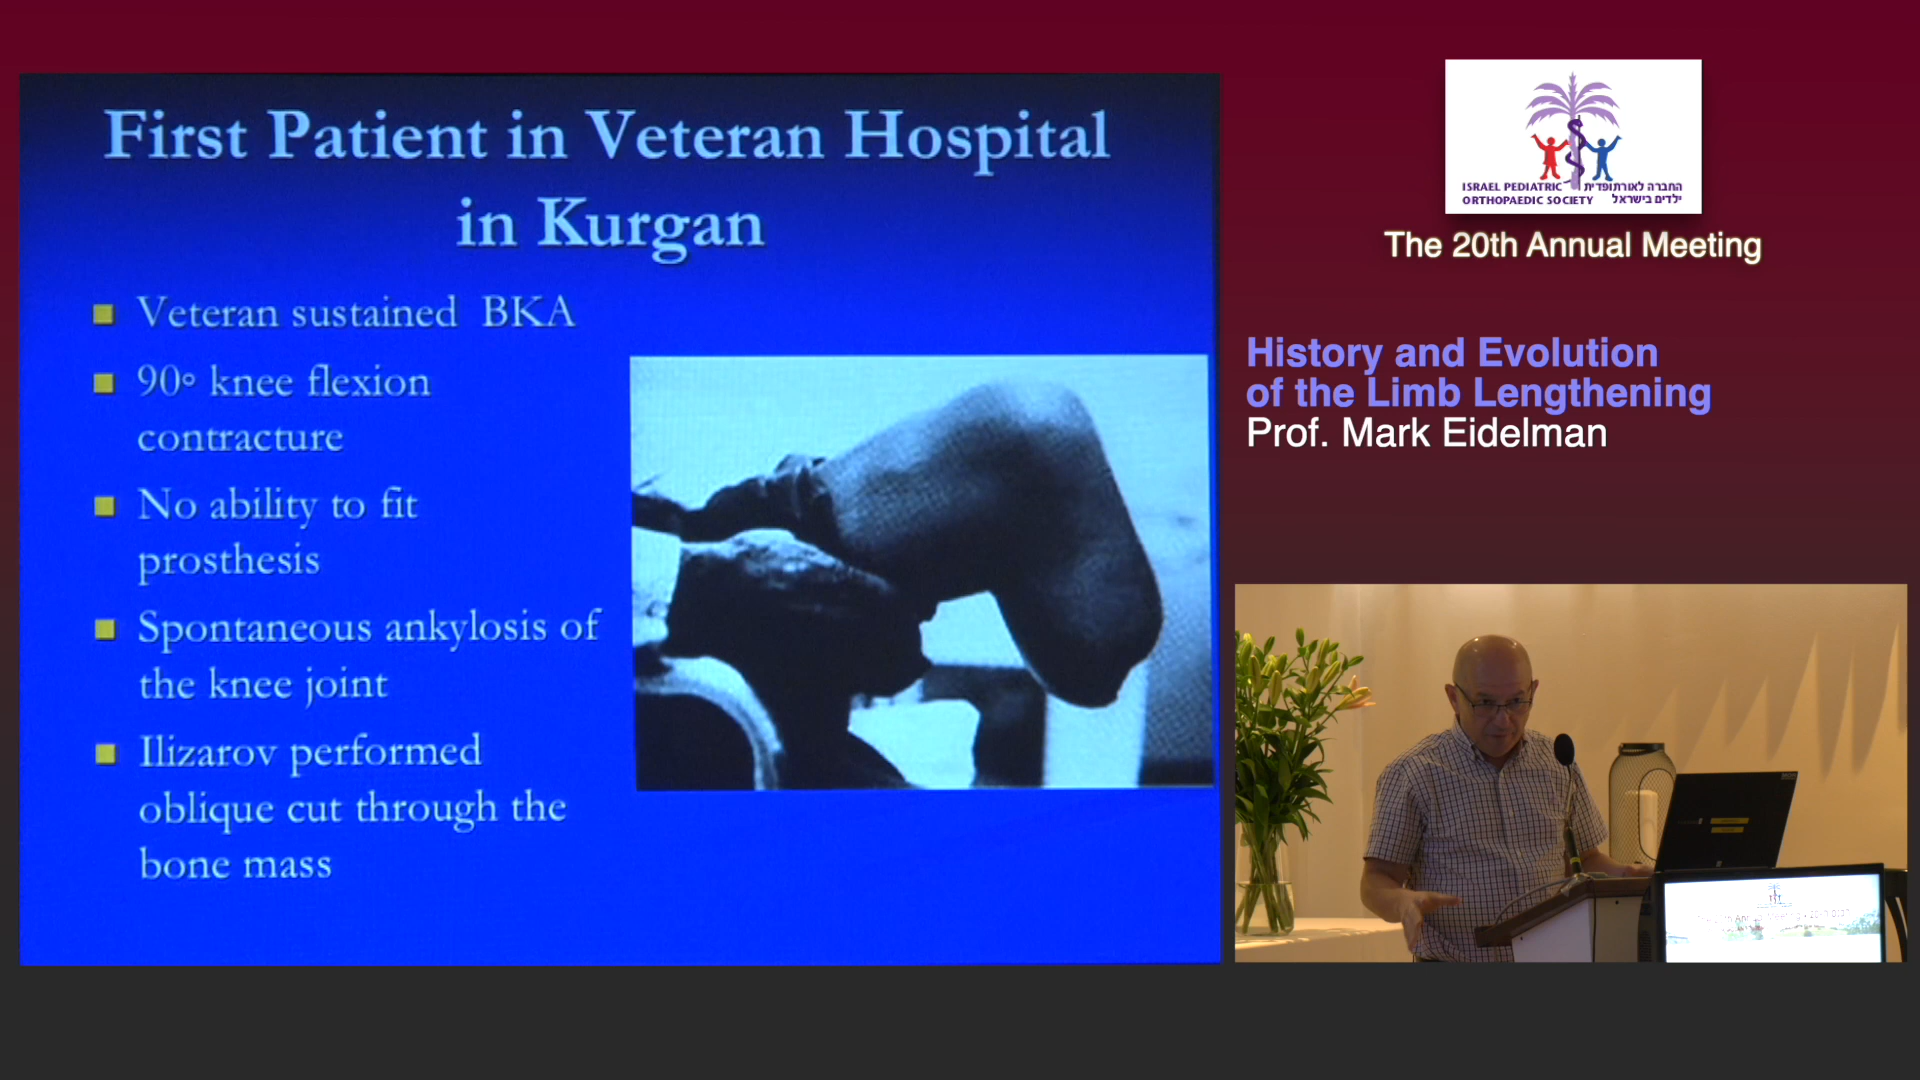 First Patient in Veteran Hospital
in Kurgan
Veteran sustained BKA
90° knee flexion
contracture
No ability to fit
prosthesis
Spontaneous ankylosis of
the knee joint
Ilizarov performed
oblique cut through the
bone mass
ISRAEL PEDIATRIC
ORTHOPAEDIC SOCIETY
החברה לאורתופדית
ילדים בישראל
The 20th Annual Meeting
History and Evolution
of the Limb Lengthening
Prof. Mark Eidelman